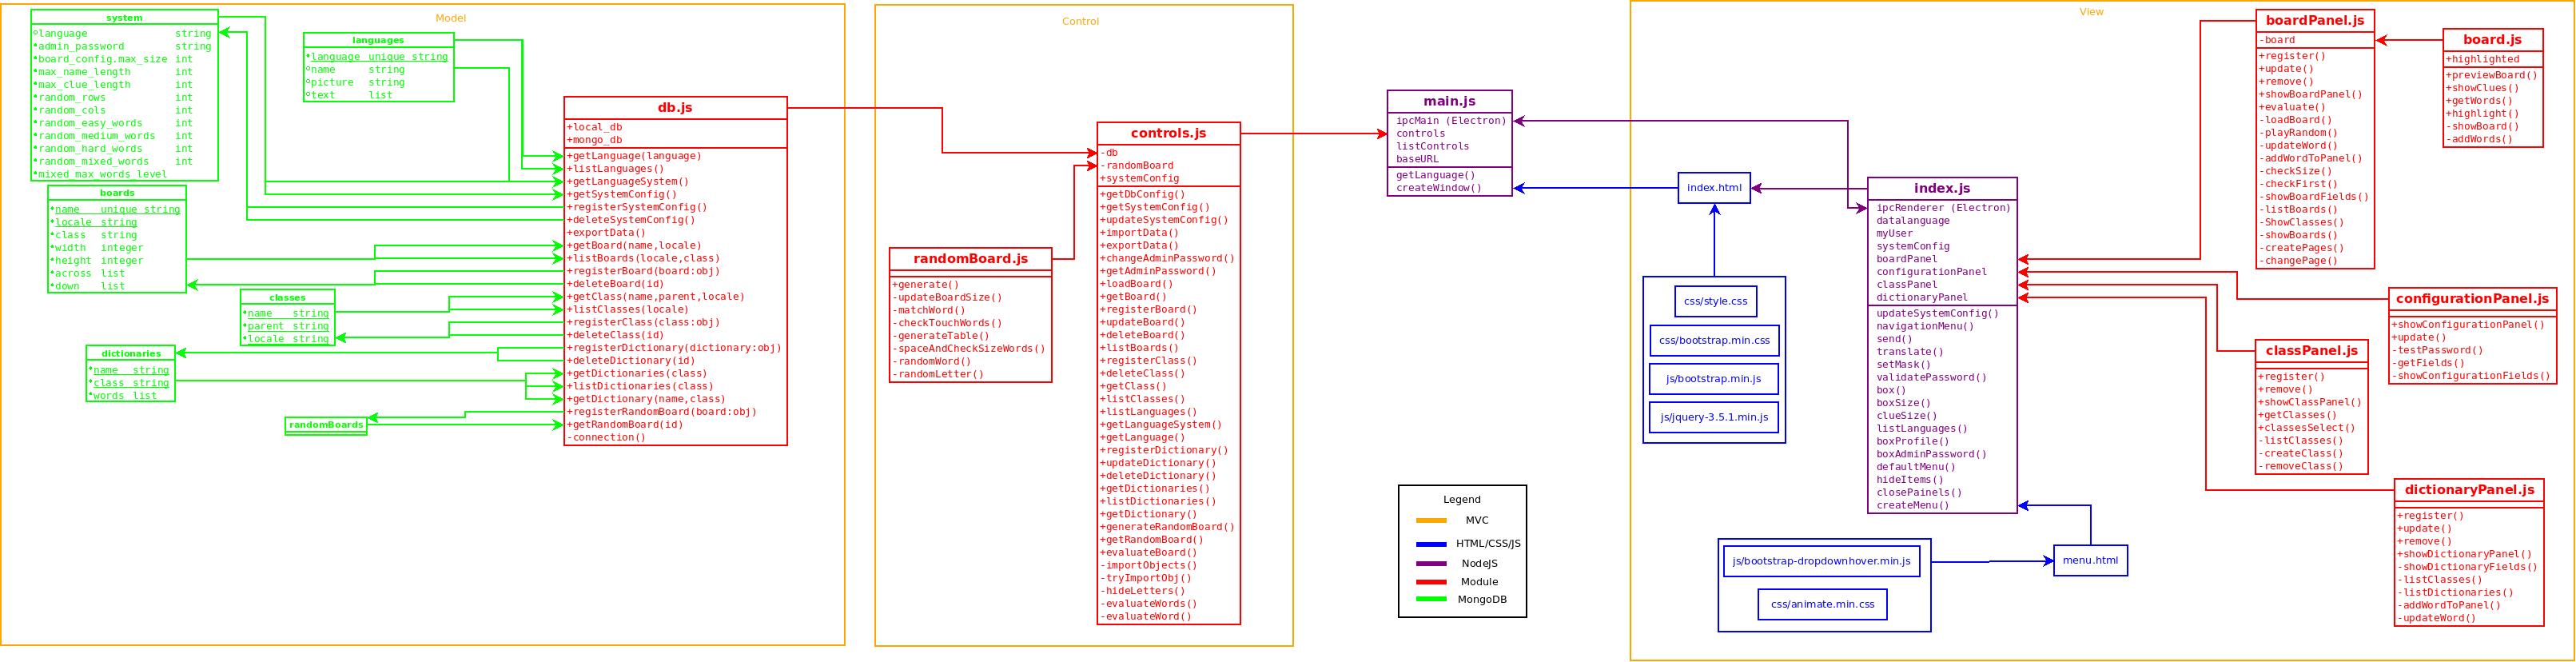 Model
system
language string
admin_password string
board_config.max_size int
max_name_length int
max_clue_length int
random_rows int
random_cols int
random_easy_words int
random_medium_words int
random_hard_words int
random_mixed_words int
mixed_max_words_level
languages
language unique string
name string
picture string
text list
boards
name unique string
locale string
class string
width integer
height integer
across list
down list
classes
name string
parent string
locale string
dictionaries
name string
class string
words list
randomBoards
db.js
+local_db
+mongo_db
+getLanguage(language)
+listLanguages()
+getLanguageSystem()
+getSystemConfig()
+registerSystemConfig()
+deleteSystemConfig()
+exportData()
+getBoard(name,locale)
+listBoards(locale,class)
+registerBoard(board:obj)
+deleteBoard(id)
+getClass(name,parent,locale)
+listClasses(locale)
+registerClass(class:obj)
+deleteClass(id)
+registerDictionary(dictionary:obj)
+deleteDictionary(id)
+getDictionaries(class)
+listDictionaries(class)
+getDictionary(name,class)
+registerRandomBoard(board:obj)
+getRandomBoard(id)
-connection()
Control
randomBoard.js
+generate()
-updateBoardSize()
-matchWord()
-checkTouchWords()
-generateTable()
-spaceAndCheckSizeWords()
-randomWord()
-randomLetter()
controls.js
-db
-randomBoard
+systemConfig
+getDbConfig()
+getSystemConfig()
+updateSystemConfig()
+importData()
+exportData()
+changeAdminPassword()
+getAdminPassword()
+loadBoard()
+getBoard()
+registerBoard()
+updateBoard()
+deleteBoard()
+listBoards()
+registerClass()
+deleteClass()
+getClass()
+listClasses()
+listLanguages()
+getLanguageSystem()
+getLanguage()
+registerDictionary()
+updateDictionary()
+deleteDictionary()
+getDictionaries()
+listDictionaries()
+getDictionary()
+generateRandomBoard()
+getRandomBoard()
+evaluateBoard()
-importObjects()
-tryImportObj()
-hideLetters()
-evaluateWords()
-evaluateWord()
main.js
ipcMain (Electron)
controls
listControls
baseURL
getLanguage()
createWindow()
Legend
MVC
HTML/CSS/JS
NodeJS
Module
MongoDB
View
index.html
css/style.css
css/bootstrap.min.css
js/bootstrap.min.js
js/jquery-3.5.1.min.js
index.js
ipcRenderer (Electron)
datalanguage
myUser
systemConfig
boardPanel
configurationPanel
classPanel
dictionaryPanel
updateSystemConfig()
navigationMenu()
send()
translate()
setMask()
validatePassword()
box()
boxSize()
clueSize()
listLanguages()
boxProfile()
boxAdminPassword()
defaultMenu()
hideItems()
closePainels()
createMenu()
js/bootstrap-dropdownhover.min.js
css/animate.min.css
menu.html
boardPanel.js
-board
+register()
+update()
+remove()
+showBoardPanel()
+evaluate()
-loadBoard()
-playRandom()
-updateWord()
-addWordToPanel()
-checkSize()
-checkFirst()
-showBoardFields()
-listBoards()
-ShowClasses()
-showBoards()
-createPages()
-changePage()
board.js
+highlighted
+previewBoard()
+showClues()
+getWords()
+highlight()
-showBoard()
-addWords()
configurationPanel.js
+showConfigurationPanel()
+update()
-testPassword()
-getFields()
-showConfigurationFields()
classPanel.js
+register()
+remove()
+showClassPanel()
+getClasses()
+classesSelect()
-listClasses()
-createClass()
-removeClass()
dictionaryPanel.js
+register()
+update()
+remove()
+showDictionaryPanel()
-showDictionaryFields()
-listClasses()
-listDictionaries()
-addWordToPanel()
-updateWord()